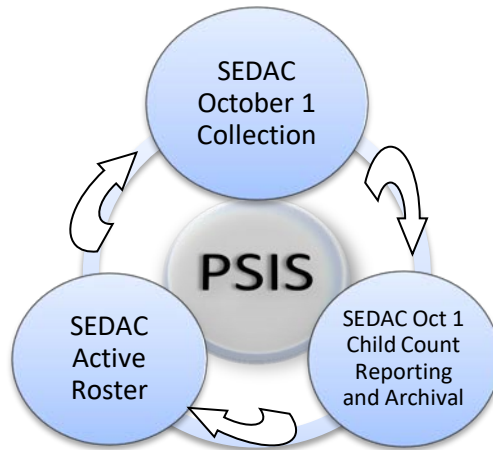 SEDAC
October 1
Collection
PSIS
SEDAC
Active
Roster
SEDAC Oct 1
Child Count
Reporting
and Archival